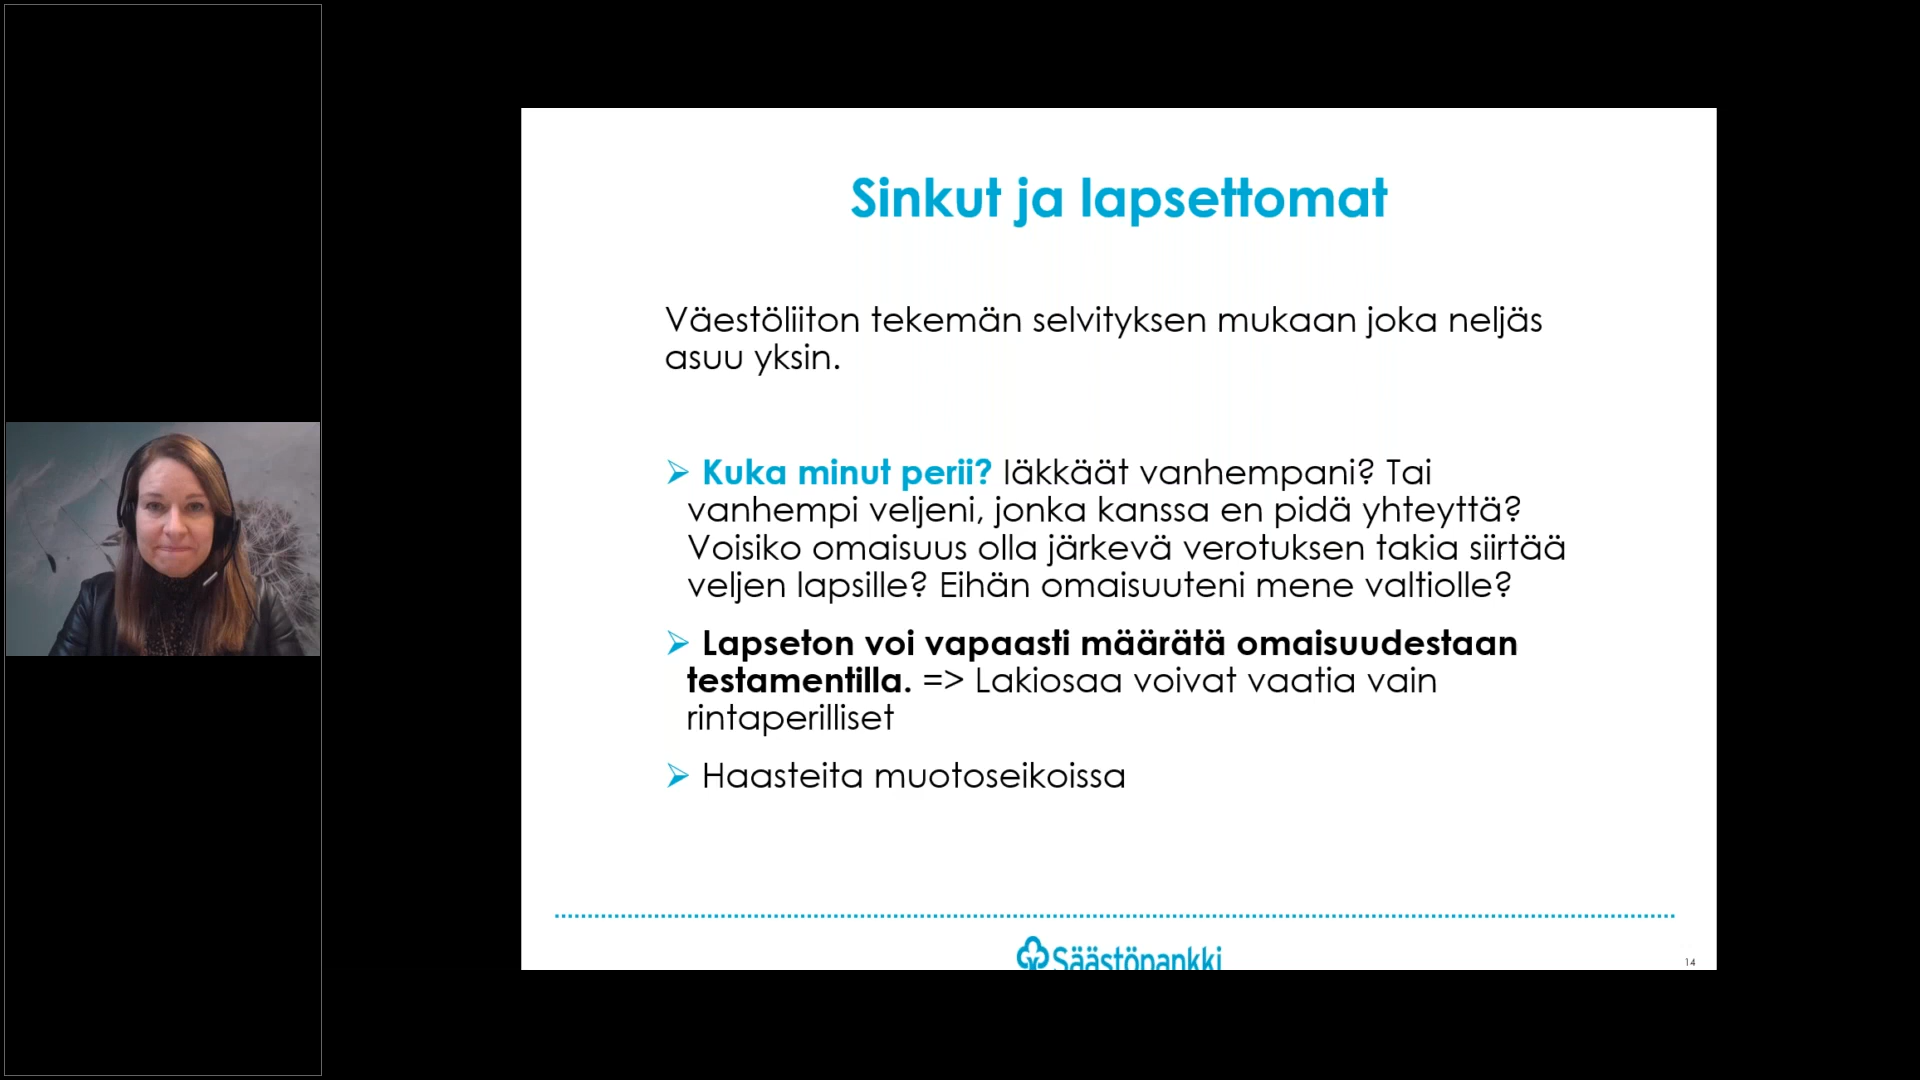 Sinkut ja lapsettomat
Väestöliiton tekemän selvityksen mukaan joka neljäs
asuu yksin.
➢ Kuka minut perii? Iäkkäät vanhempani? Tai
vanhempi veljeni, jonka kanssa en pidä yhteyttä?
Voisiko omaisuus olla järkevä verotuksen takia siirtää
veljen lapsille? Eihän omaisuuteni mene valtiolle?
➢ Lapseton voi vapaasti määrätä omaisuudestaan
testamentilla. => Lakiosaa voivat vaatia vain
rintaperilliset
➢ Haasteita muotoseikoissa
Säästöpankki
14